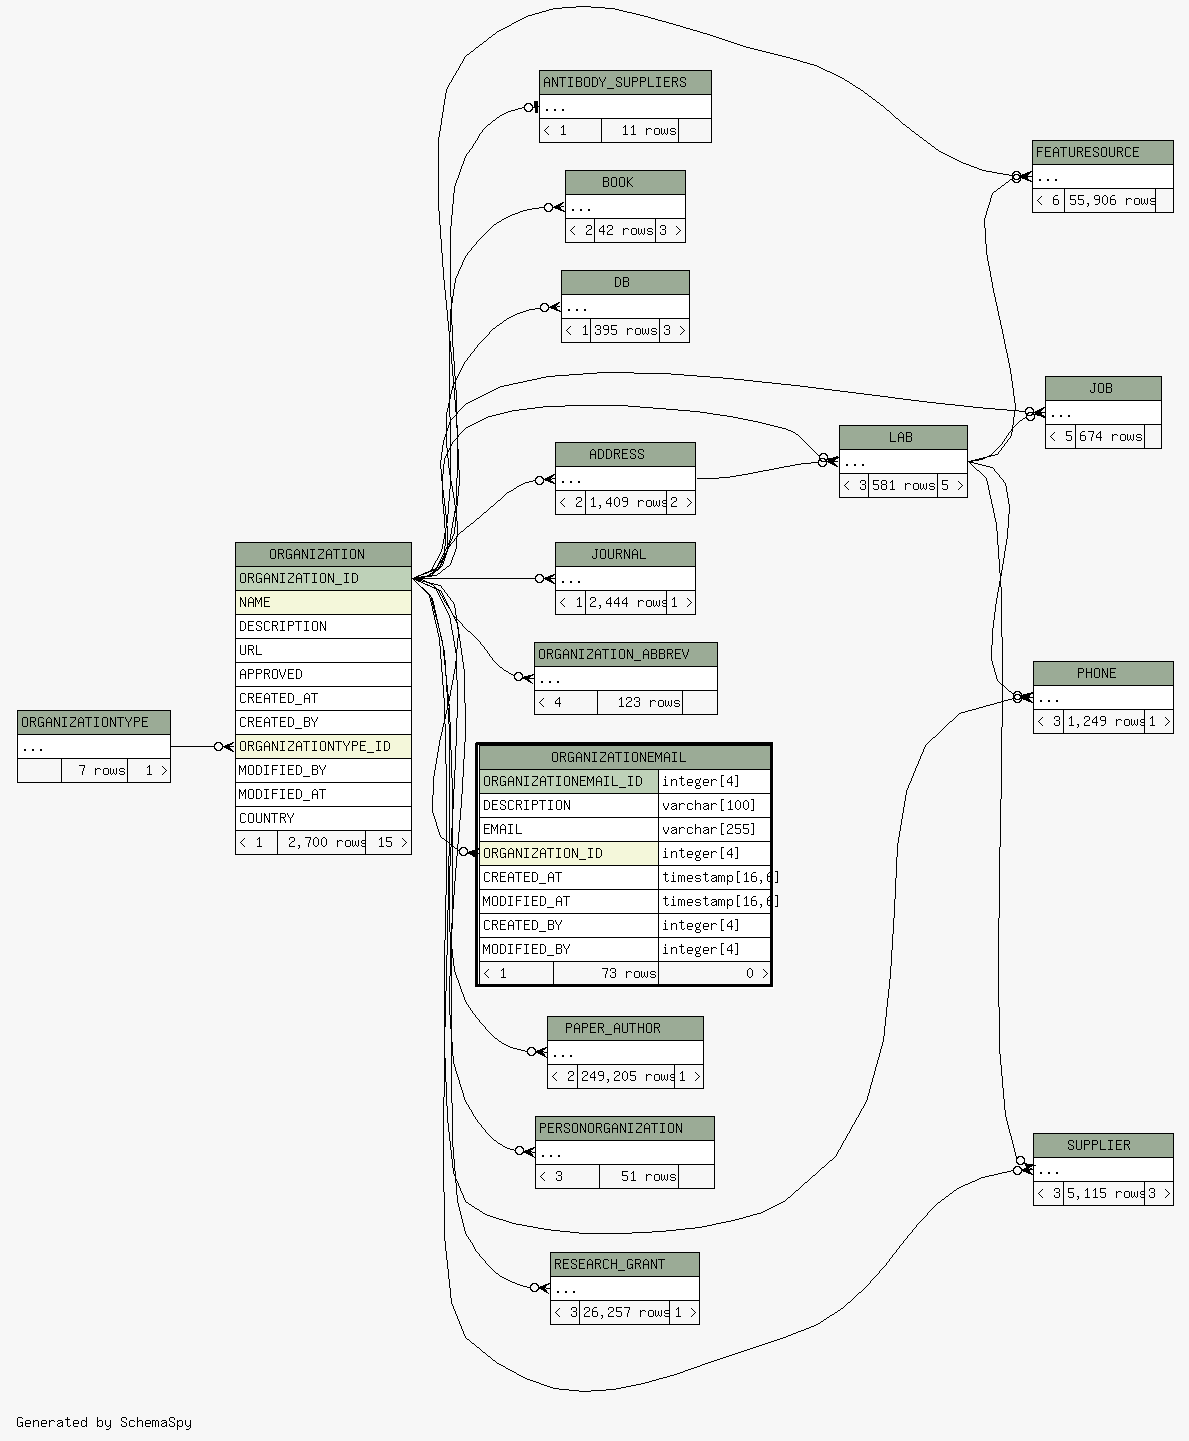 ANTIBODY_SUPPLIERS
...
< 1 11 rows
BOOK
...
< 2 42 rows 3 >
DB
...
< 1 395 rows 3 >
FEATURESOURCE
...
< 6 55,906 rows
JOB
...
< 5 674 rows
LAB
...
< 3 581 rows 5 >
ADDRESS
...
< 2 1,409 rows 2 >
JOURNAL
...
< 1 2,444 rows 1 >
ORGANIZATION
ORGANIZATION_ID
NAME
DESCRIPTION
URL
APPROVED
CREATED_AT
CREATED_BY
ORGANIZATIONTYPE_ID
MODIFIED_BY
MODIFIED_AT
COUNTRY
< 1 2,700 rows 15 >
ORGANIZATIONTYPE
...
7 rows 1 >
ORGANIZATION_ABBREV
...
< 4 123 rows
PHONE
...
< 3 1,249 rows 1 >
ORGANIZATIONEMAIL
ORGANIZATIONEMAIL_ID integer[4]
DESCRIPTION varchar[100]
EMAIL varchar[255]
ORGANIZATION_ID integer[4]
CREATED_AT timestamp[16,6]
MODIFIED_AT timestamp[16,6]
CREATED_BY integer[4]
MODIFIED_BY integer[4]
< 1 73 rows 0 >
PAPER_AUTHOR
...
< 2 249,205 rows 1 >
PERSONORGANIZATION
...
< 3 51 rows
SUPPLIER
...
< 3 5,115 rows 3 >
RESEARCH_GRANT
...
< 3 26,257 rows 1 >
Generated by SchemaSpy